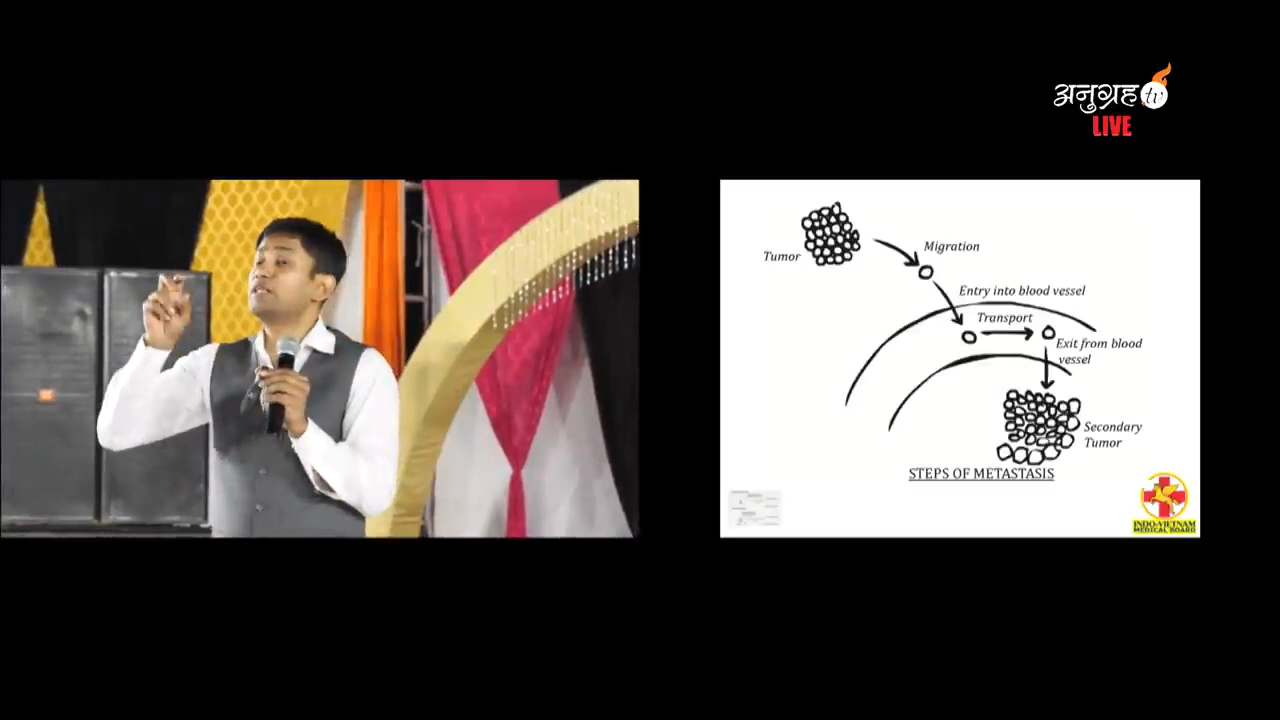 अनुग्रह tv
LIVE
Migration
Tumor
Entry into blood vessel
Transport
Exit from blood
vessel
Secondary
Tumor
STEPS OF METASTASIS
INDO-VIETNAM
MEDICAL BOARD